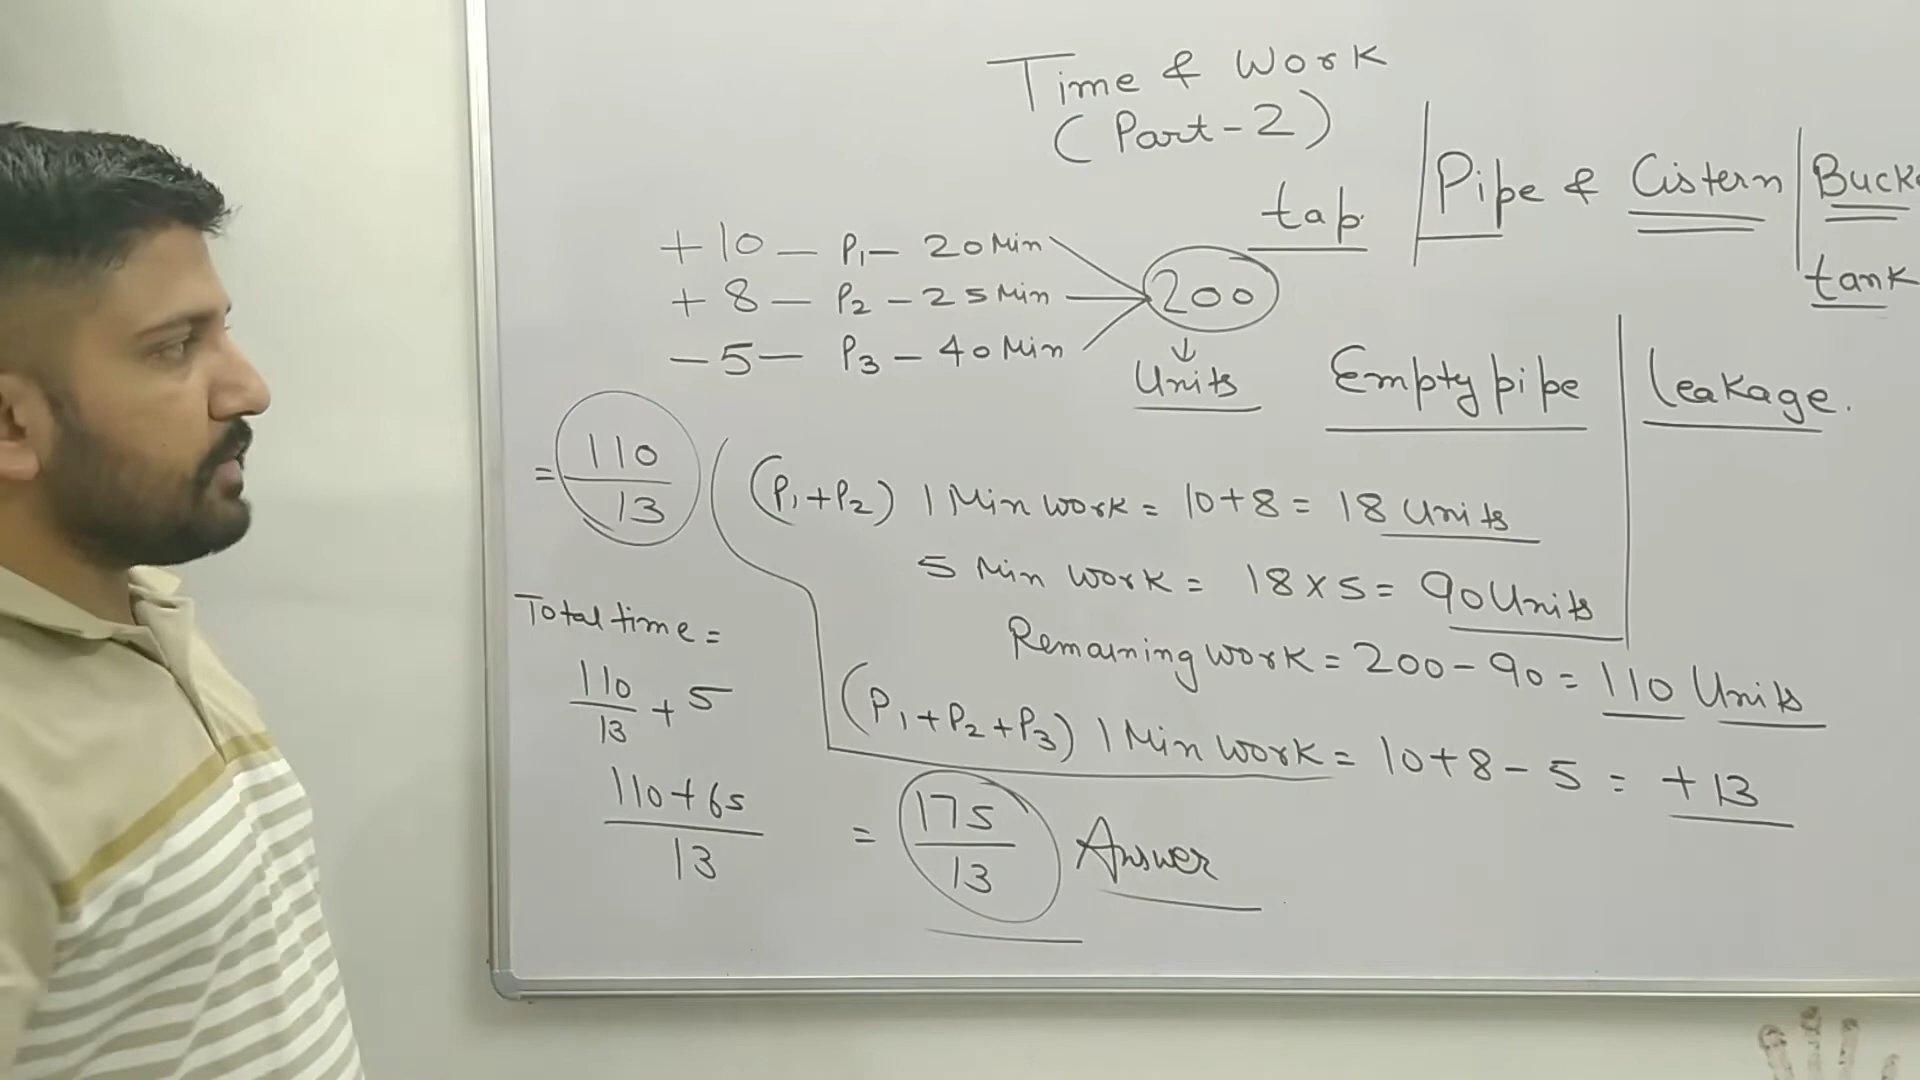 Time & Work
(Part-2)
tap
Pipe & Cistern
tank
+10 — P1 — 20 Min
+ 8 — P2 - 25 Min
- 5 — P3 - 40 Min
200
Units
Empty pipe
Leakage.
= 110/13
(P1+P2) 1 Min work = 10+8 = 18 Units
5 Min work = 18 x 5 = 90 Units
Remaining work = 200 - 90 = 110 Units
(P1+P2+P3) 1 Min work = 10+8-5 = +13
Total time =
110/13 + 5
110+65/13
= 175/13 Answer